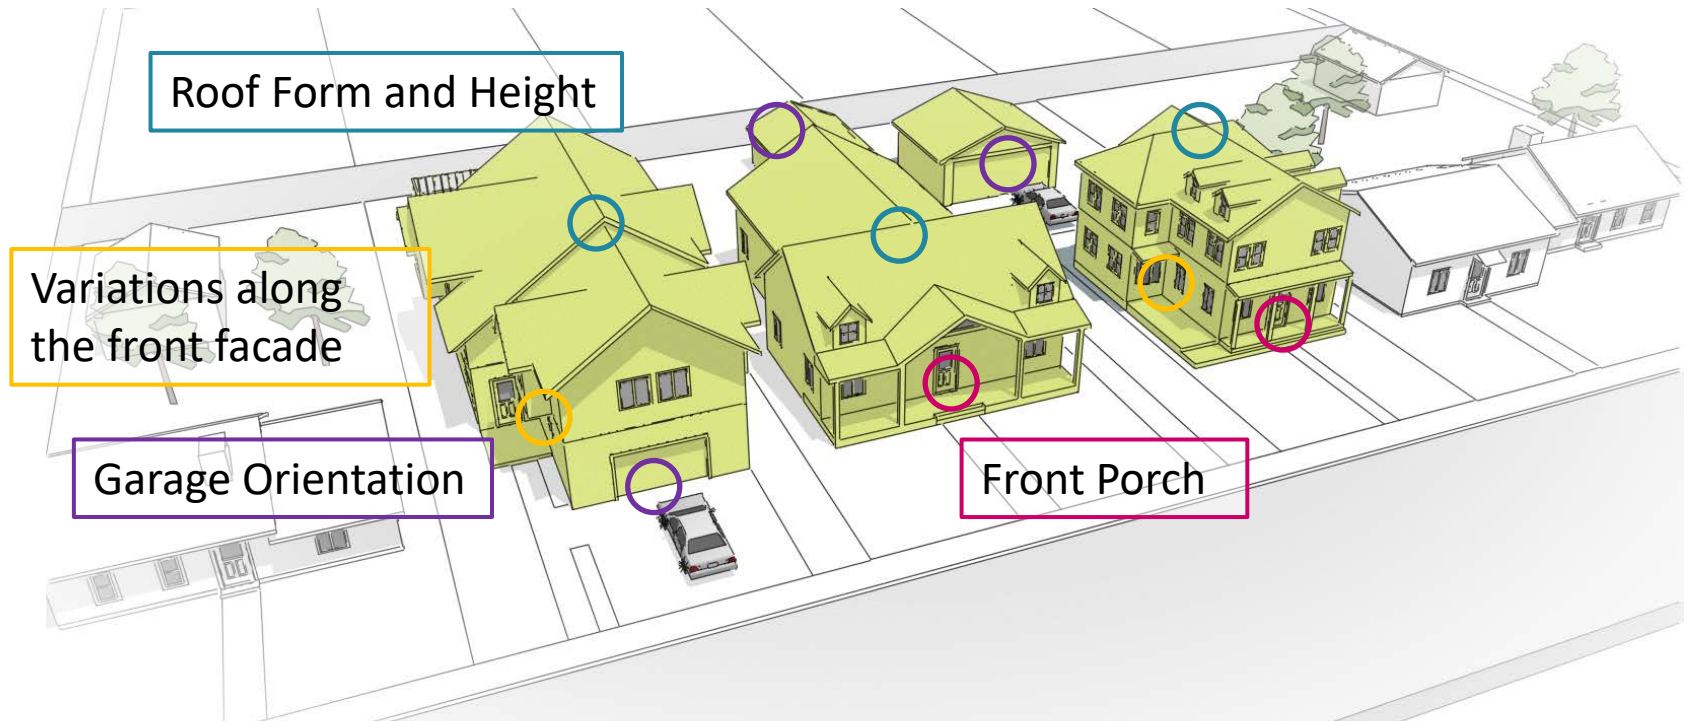 Roof Form and Height
Variations along
the front facade
Garage Orientation
Front Porch